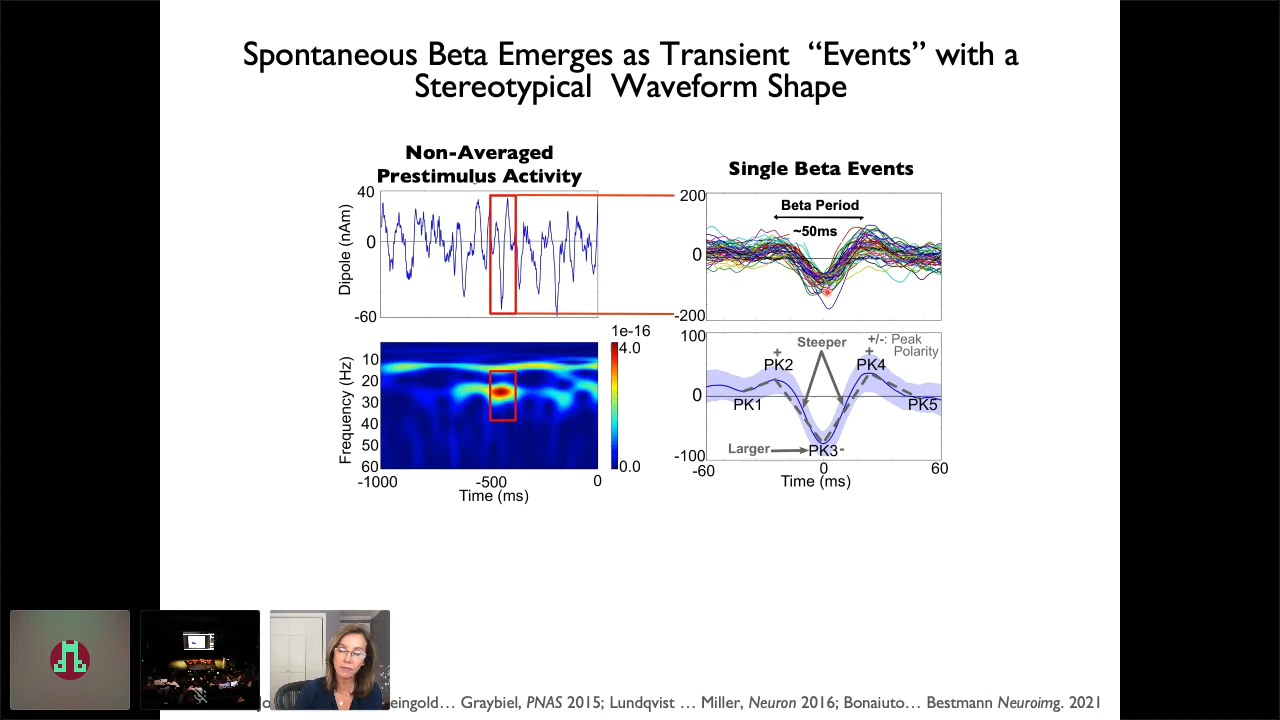 Spontaneous Beta Emerges as Transient “Events” with a
Stereotypical Waveform Shape
Non-Averaged
Prestimulus Activity
40
0
-60
Dipole (nAm)
1e-16
4.0
0.0
10
20
30
40
50
60
Frequency (Hz)
-1000
-500
0
Time (ms)
Single Beta Events
200
0
-200
Beta Period
~50ms
100
0
-100
Steeper
+/-: Peak
Polarity
+
+
PK2
PK4
PK1
PK5
Larger
PK3-
-60
0
60
Time (ms)
eingold… Graybiel, PNAS 2015; Lundqvist … Miller, Neuron 2016; Bonaiuto… Bestmann Neuroimg. 2021